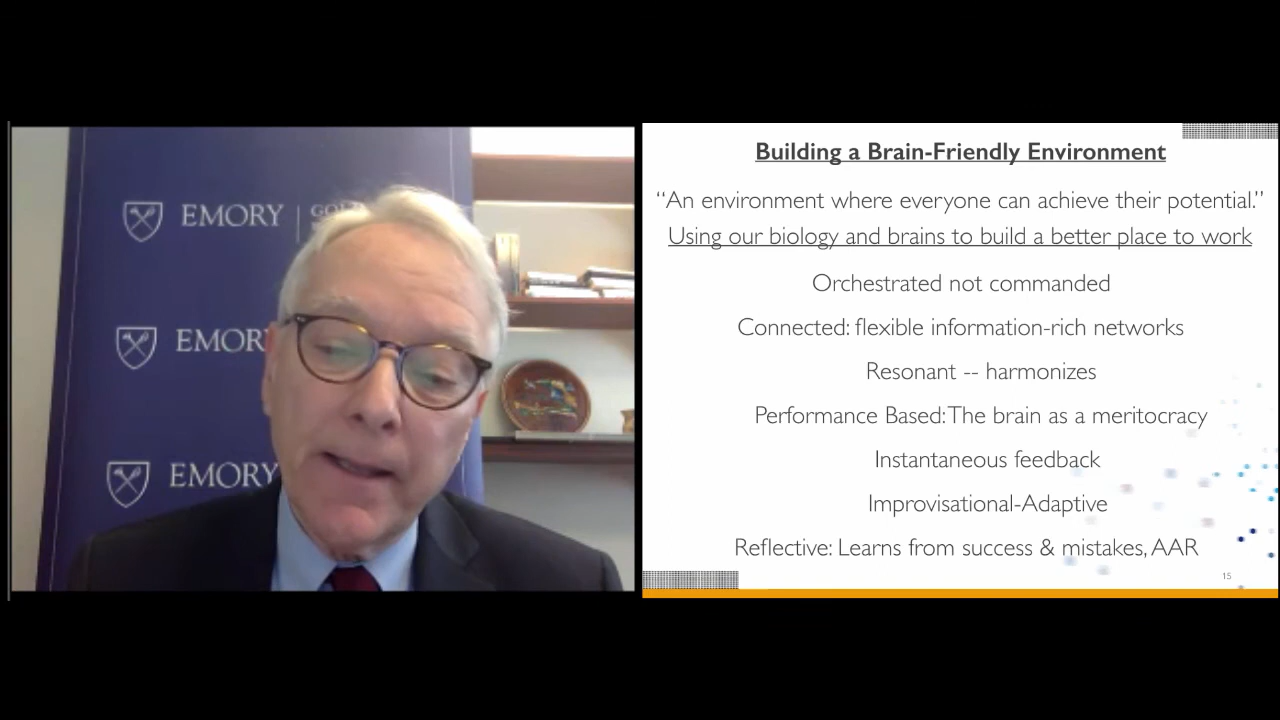 EMORY
EMORY
EMORY
Building a Brain-Friendly Environment
“An environment where everyone can achieve their potential.”
Using our biology and brains to build a better place to work
Orchestrated not commanded
Connected: flexible information-rich networks
Resonant -- harmonizes
Performance Based: The brain as a meritocracy
Instantaneous feedback
Improvisational-Adaptive
Reflective: Learns from success & mistakes, AAR
15